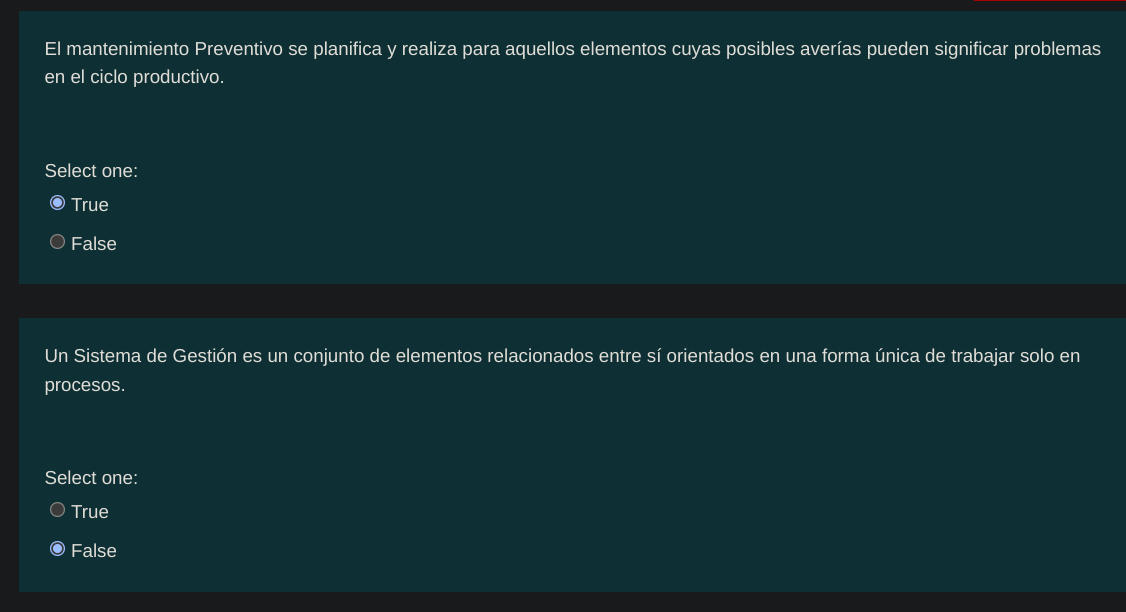 El mantenimiento Preventivo se planifica y realiza para aquellos elementos cuyas posibles averías pueden significar problemas
en el ciclo productivo.
Select one:
True
False
Un Sistema de Gestión es un conjunto de elementos relacionados entre sí orientados en una forma única de trabajar solo en
procesos.
Select one:
True
False